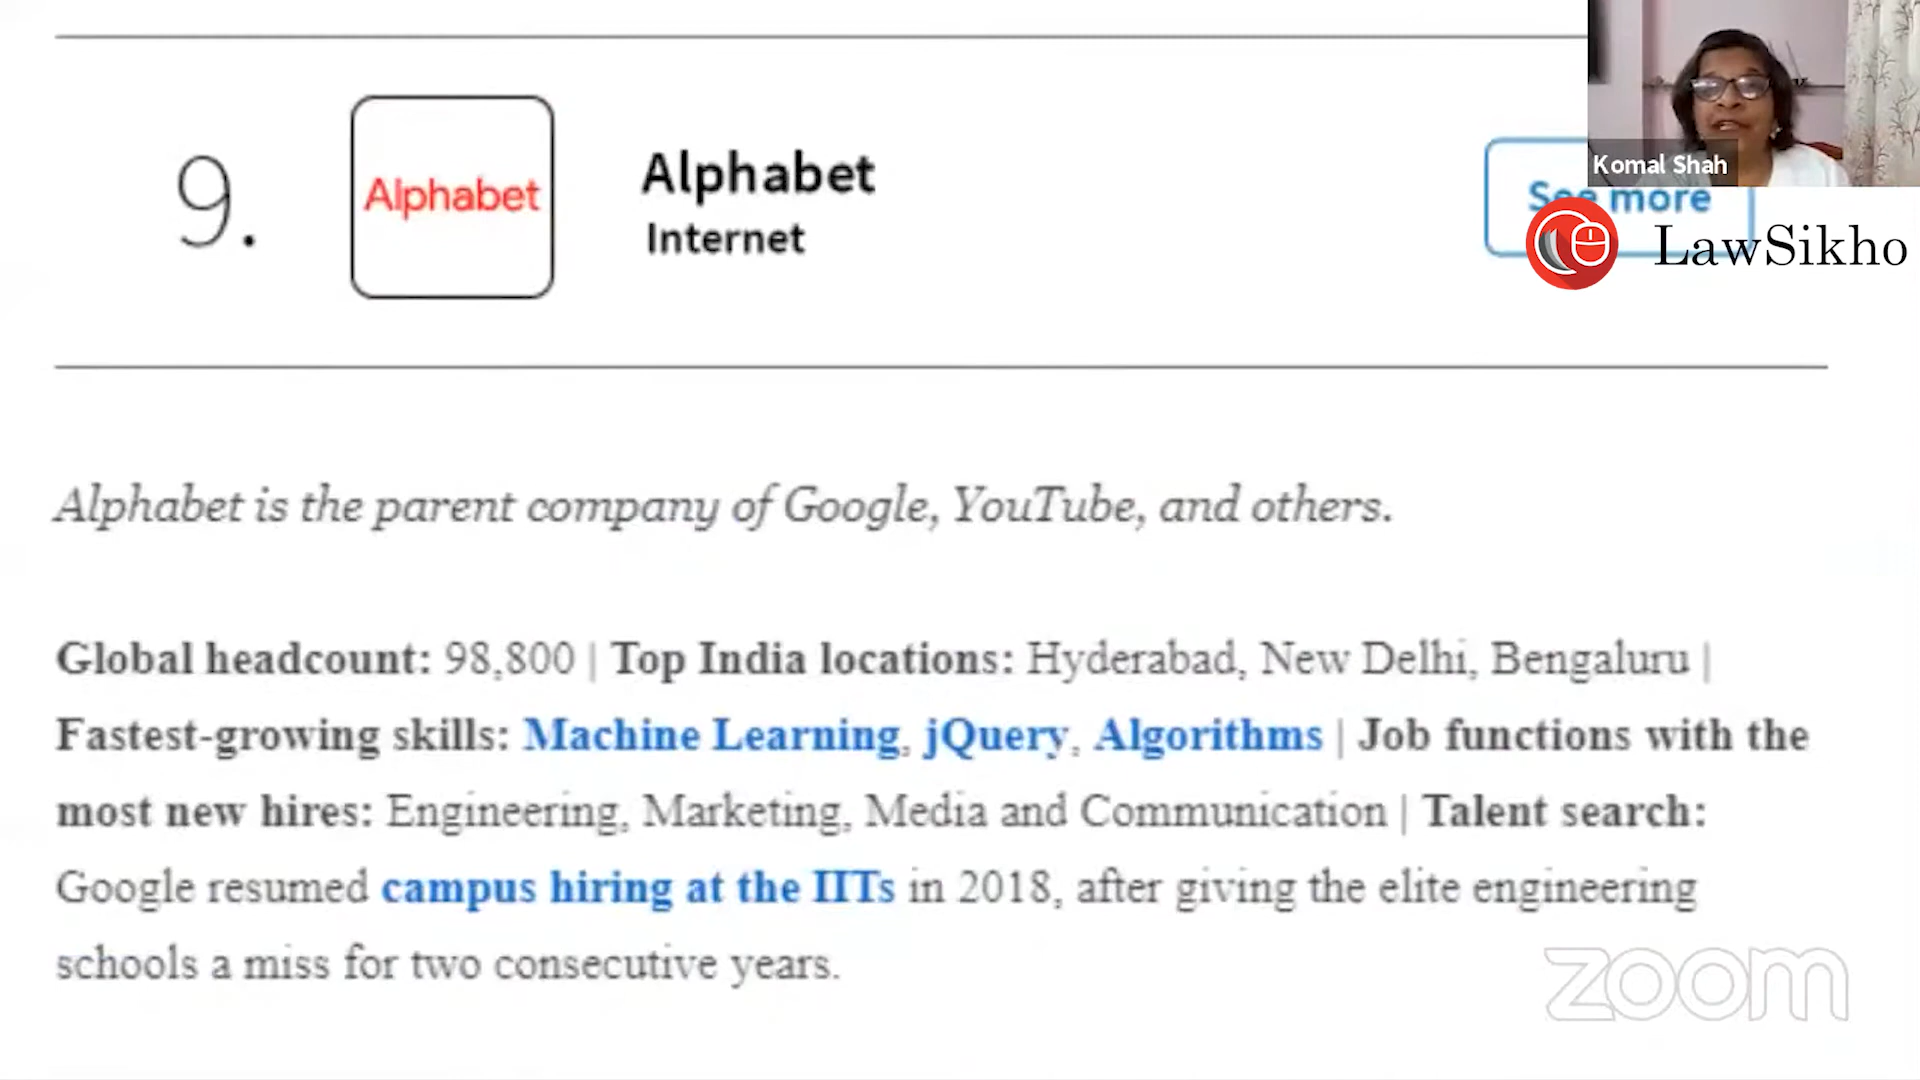 Komal Shah
9.
Alphabet
Alphabet
Internet
See more
LawSikho
Alphabet is the parent company of Google, YouTube, and others.
Global headcount: 98,800 | Top India locations: Hyderabad, New Delhi, Bengaluru |
Fastest-growing skills: Machine Learning, jQuery, Algorithms | Job functions with the
most new hires: Engineering, Marketing, Media and Communication | Talent search:
Google resumed campus hiring at the IITs in 2018, after giving the elite engineering
schools a miss for two consecutive years.
zoom